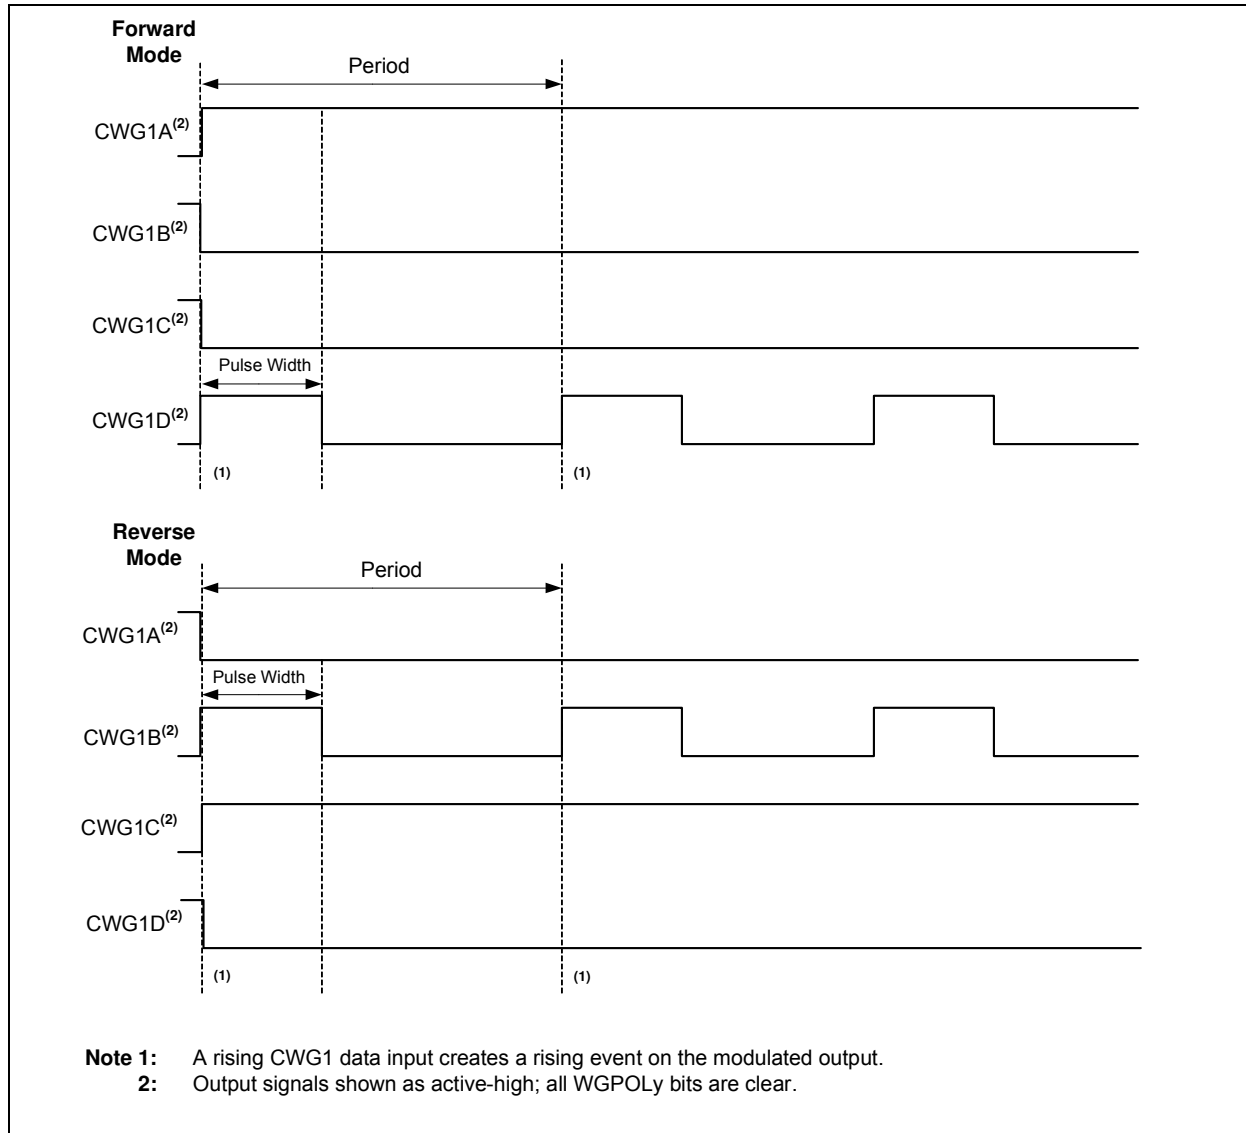 Forward
Mode
Period
CWG1A(2)
CWG1B(2)
CWG1C(2)
Pulse Width
CWG1D(2)
(1)
(1)
Reverse
Mode
Period
CWG1A(2)
Pulse Width
CWG1B(2)
CWG1C(2)
CWG1D(2)
(1)
(1)
Note 1: A rising CWG1 data input creates a rising event on the modulated output.
2: Output signals shown as active-high; all WGPOLy bits are clear.